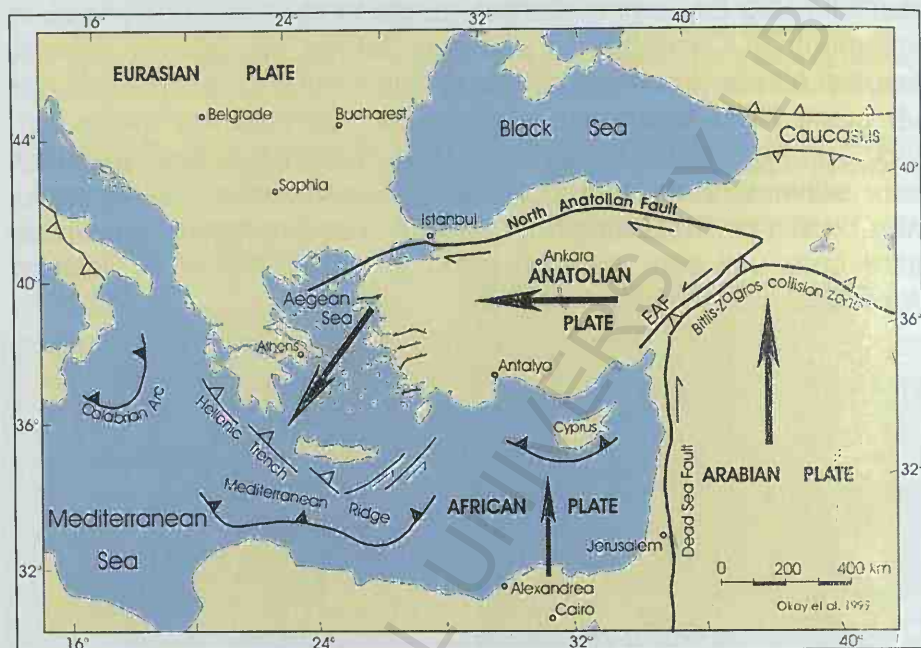 16° 24° 32° 40°
EURASIAN PLATE
Belgrade
Bucharest
Black Sea
Caucasus
44°
40°
Sophia
Istanbul
North Anatolian Fault
Ankara
ANATOLIAN
PLATE
40°
Aegean
Sea
EAF
Bitlis-Zagros collision zone
36°
Athens
Antalya
Calabrian Arc
Hellenic
Trench
36°
Cyprus
Mediterranean
Ridge
AFRICAN PLATE
ARABIAN PLATE
32°
Mediterranean
Sea
Dead Sea Fault
Jerusalem
32°
Alexandrea
Cairo
0 200 400 km
Okay et al. 1999
16° 24° 32° 40°
UNIVERSITY